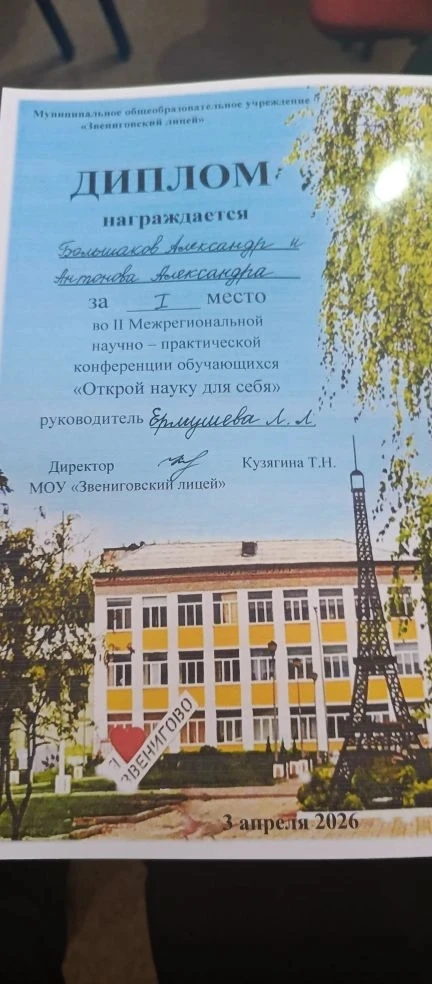 Муниципальное общеобразовательное учреждение
«Звениговский лицей»
ДИПЛОМ
награждается
Большаков Александр и
Антонова Александра
за I место
во II Межрегиональной
научно – практической
конференции обучающихся
«Открой науку для себя»
руководитель Ермушева Л. Л.
Директор Кузягина Т.Н.
МОУ «Звениговский лицей»
Я
ЗВЕНИГОВО
3 апреля 2026